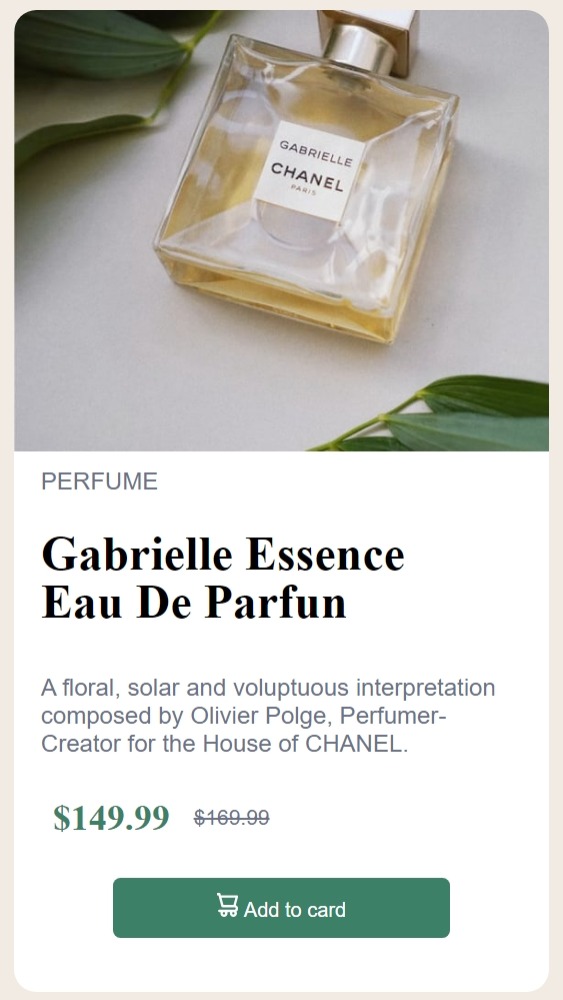 GABRIELLE
CHANEL
PARIS
PERFUME
Gabrielle Essence
Eau De Parfun
A floral, solar and voluptuous interpretation
composed by Olivier Polge, Perfumer-
Creator for the House of CHANEL.
$149.99 $169.99
Add to card